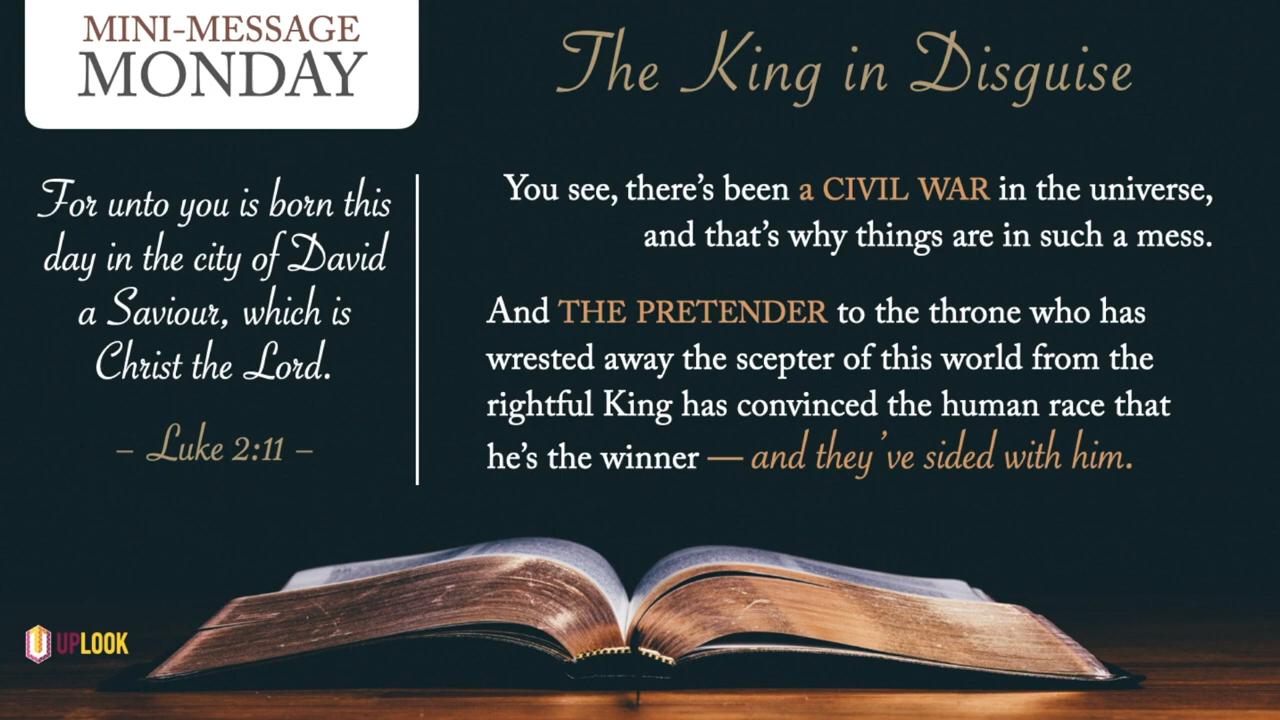 MINI-MESSAGE
MONDAY
The King in Disguise
For unto you is born this
day in the city of David
a Saviour, which is
Christ the Lord.
– Luke 2:11 –
You see, there’s been a CIVIL WAR in the universe,
and that’s why things are in such a mess.
And THE PRETENDER to the throne who has
wrested away the scepter of this world from the
rightful King has convinced the human race that
he’s the winner — and they’ve sided with him.
UPLOOK